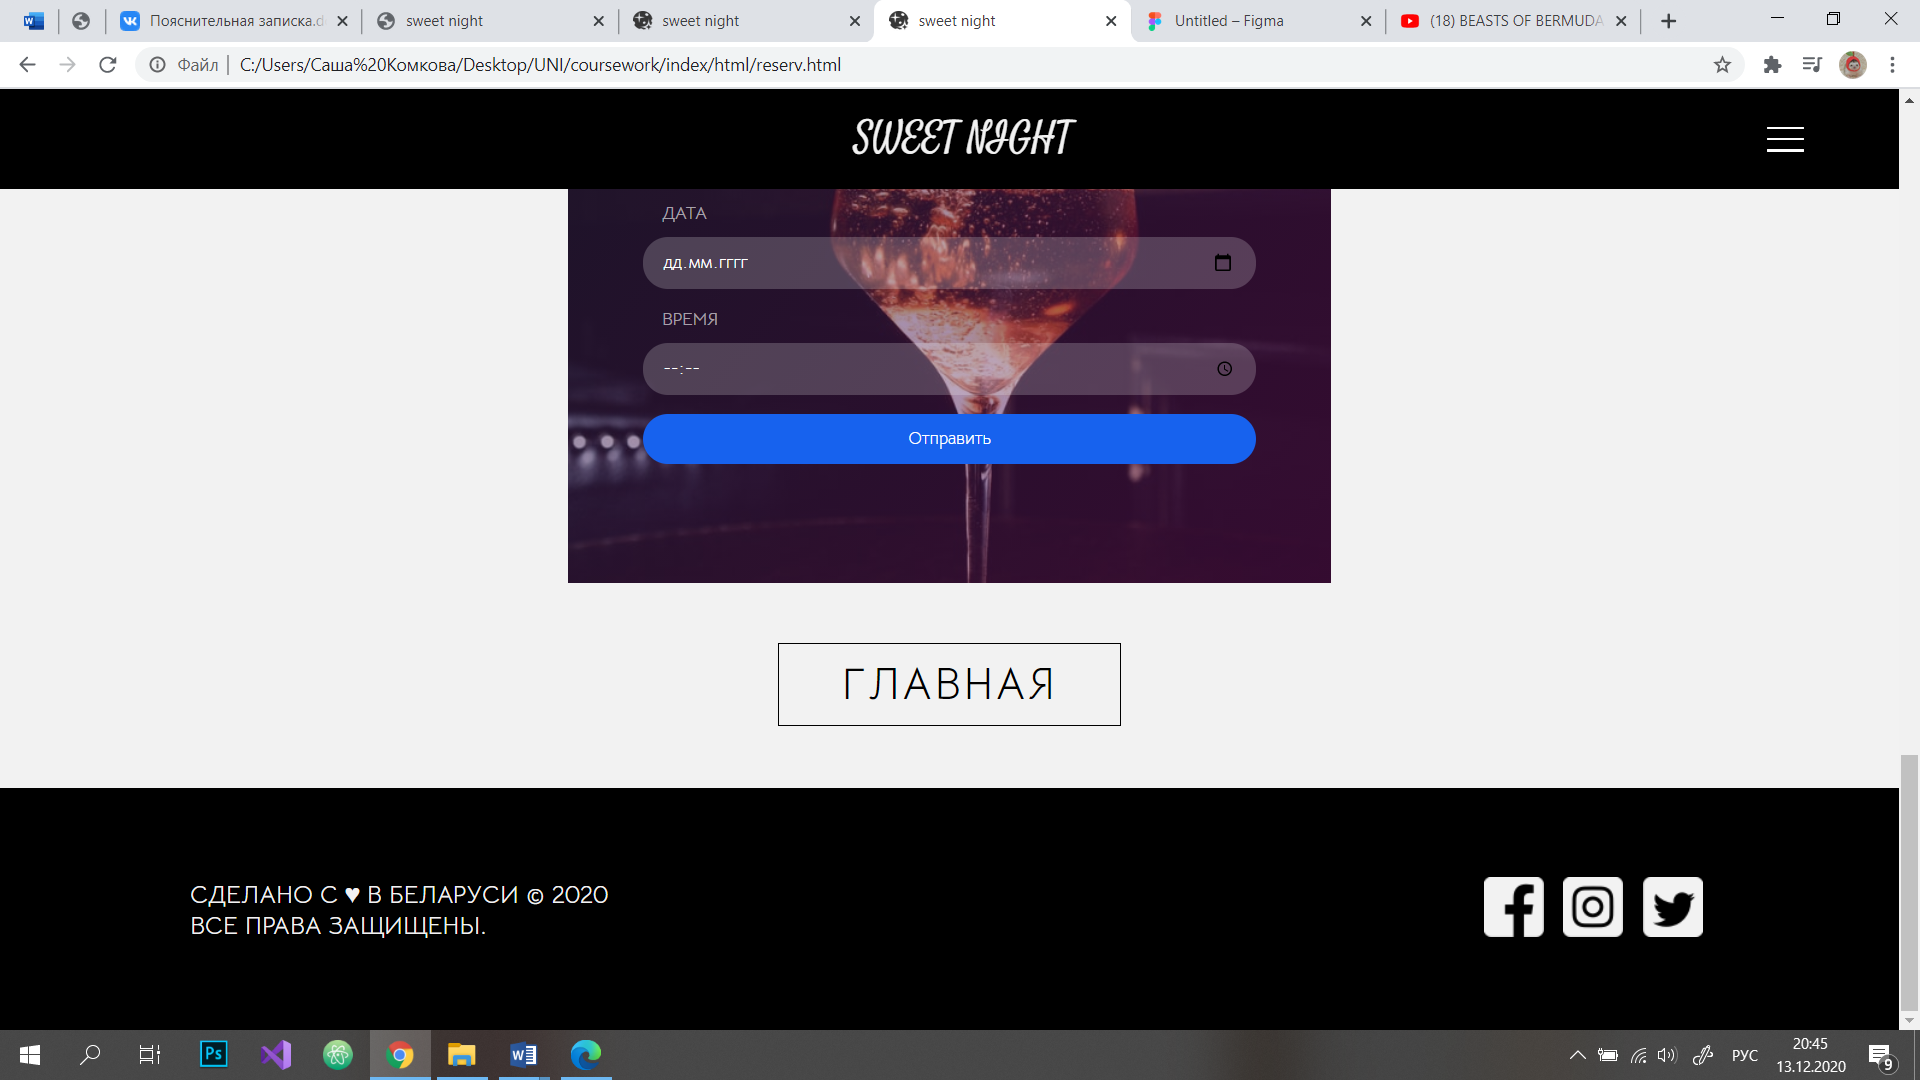 Пояснительная записка.d
sweet night
sweet night
sweet night
Untitled – Figma
(18) BEASTS OF BERMUDA
Файл
C:/Users/Саша%20Комкова/Desktop/UNI/coursework/index/html/reserv.html
SWEET NIGHT
ДАТА
ДД.ММ.ГГГГ
ВРЕМЯ
--:--
Отправить
ГЛАВНАЯ
СДЕЛАНО С ♥ В БЕЛАРУСИ © 2020
ВСЕ ПРАВА ЗАЩИЩЕНЫ.
Ps
РУС
20:45
13.12.2020
9